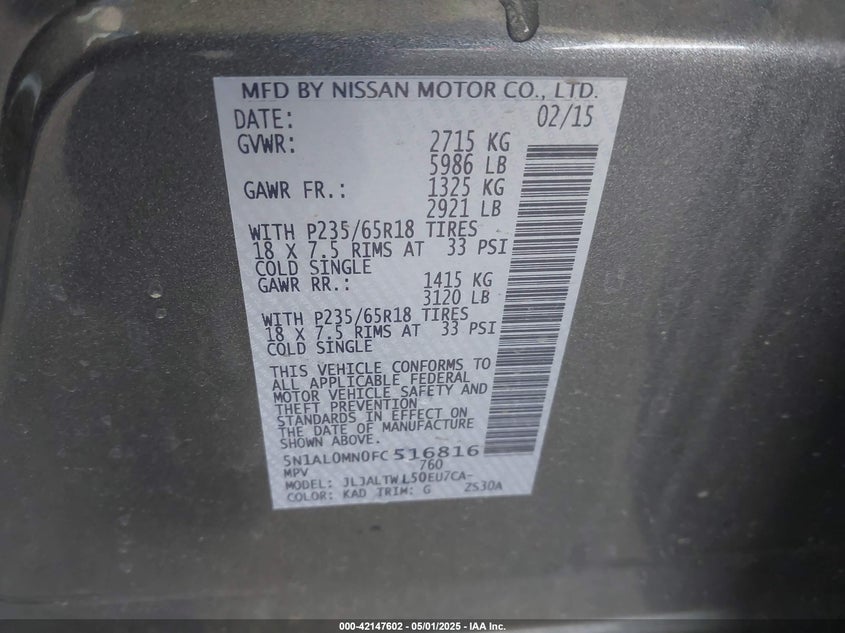 MFD BY NISSAN MOTOR CO., LTD.
DATE: 02/15
GVWR: 2715 KG
5986 LB
GAWR FR.: 1325 KG
2921 LB
WITH P235/65R18 TIRES
18 X 7.5 RIMS AT 33 PSI
COLD SINGLE
GAWR RR.: 1415 KG
3120 LB
WITH P235/65R18 TIRES
18 X 7.5 RIMS AT 33 PSI
COLD SINGLE
THIS VEHICLE CONFORMS TO
ALL APPLICABLE FEDERAL
MOTOR VEHICLE SAFETY AND
THEFT PREVENTION
STANDARDS IN EFFECT ON
THE DATE OF MANUFACTURE
SHOWN ABOVE.
5N1AL0MN0FC516816
MPV 760
MODEL: JLJALTWL50EU7CA- ZS30A
COLOR: KAD TRIM: G
000-42147602 - 05/01/2025 - IAA Inc.